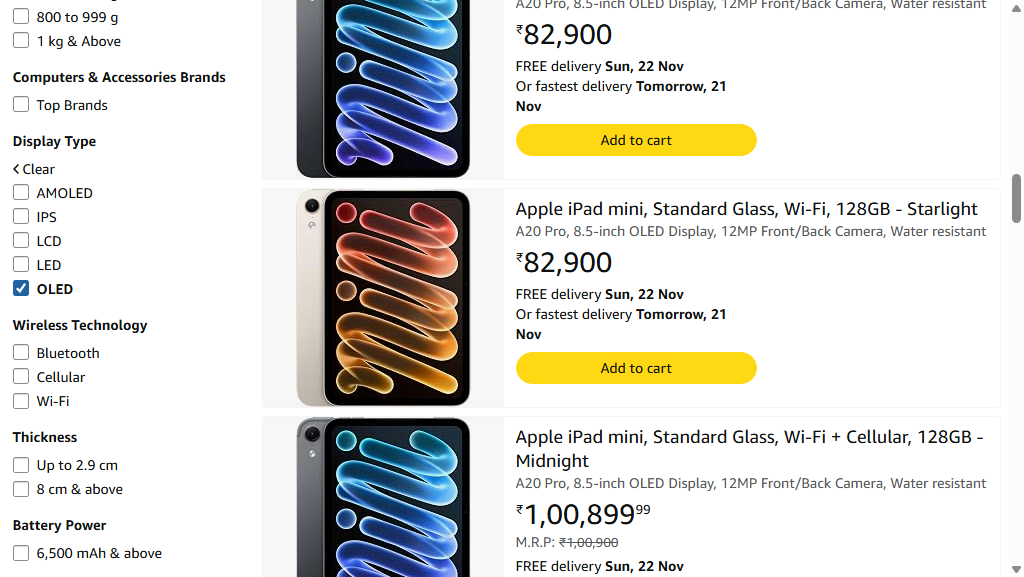 800 to 999 g
1 kg & Above
Computers & Accessories Brands
Top Brands
Display Type
Clear
AMOLED
IPS
LCD
LED
OLED
Wireless Technology
Bluetooth
Cellular
Wi-Fi
Thickness
Up to 2.9 cm
8 cm & above
Battery Power
6,500 mAh & above
A20 Pro, 8.5-inch OLED Display, 12MP Front/Back Camera, Water resistant
₹82,900
FREE delivery Sun, 22 Nov
Or fastest delivery Tomorrow, 21
Nov
Add to cart
Apple iPad mini, Standard Glass, Wi-Fi, 128GB - Starlight
A20 Pro, 8.5-inch OLED Display, 12MP Front/Back Camera, Water resistant
₹82,900
FREE delivery Sun, 22 Nov
Or fastest delivery Tomorrow, 21
Nov
Add to cart
Apple iPad mini, Standard Glass, Wi-Fi + Cellular, 128GB -
Midnight
A20 Pro, 8.5-inch OLED Display, 12MP Front/Back Camera, Water resistant
₹1,00,89999
M.R.P: ₹1,00,900
FREE delivery Sun, 22 Nov